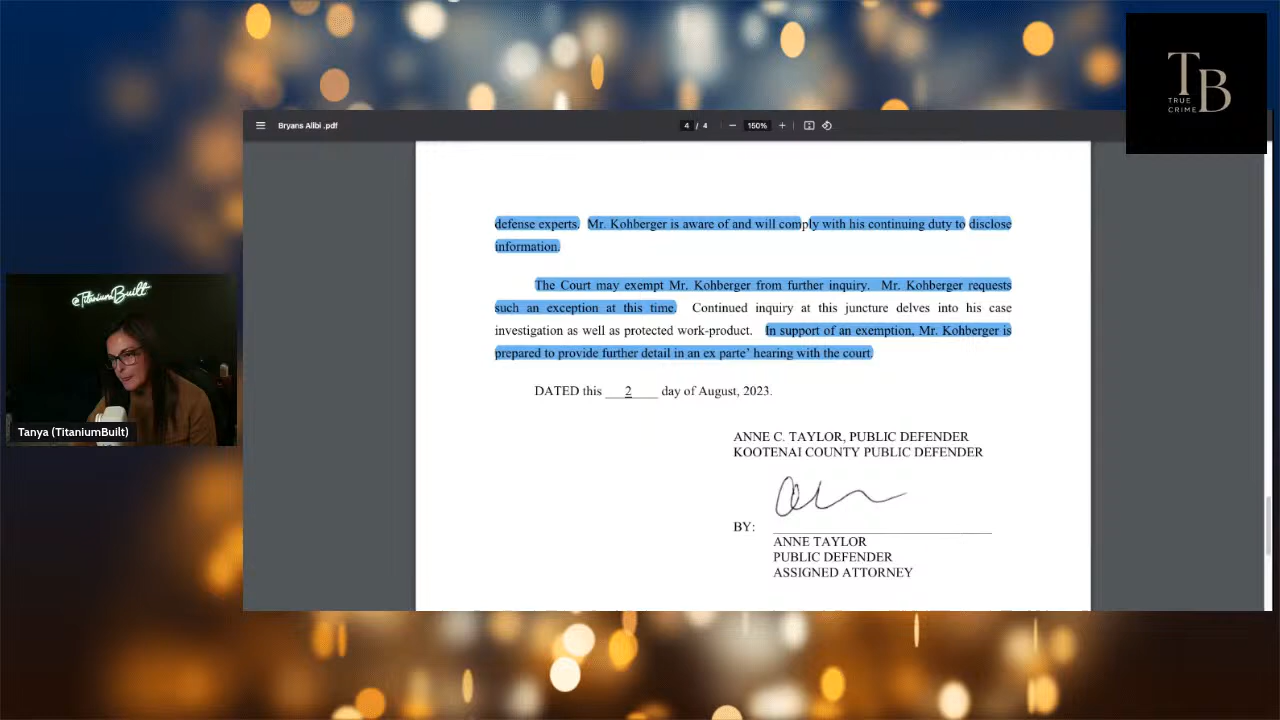 TB
TRUE
CRIME
Bryans Alibi .pdf
4 / 4
150%
defense experts. Mr. Kohberger is aware of and will comply with his continuing duty to disclose
information.
The Court may exempt Mr. Kohberger from further inquiry. Mr. Kohberger requests
such an exception at this time. Continued inquiry at this juncture delves into his case
investigation as well as protected work-product. In support of an exemption, Mr. Kohberger is
prepared to provide further detail in an ex parte’ hearing with the court.
DATED this 2 day of August, 2023.
ANNE C. TAYLOR, PUBLIC DEFENDER
KOOTENAI COUNTY PUBLIC DEFENDER
BY:
ANNE TAYLOR
PUBLIC DEFENDER
ASSIGNED ATTORNEY
@TitaniumBuilt
Tanya (TitaniumBuilt)